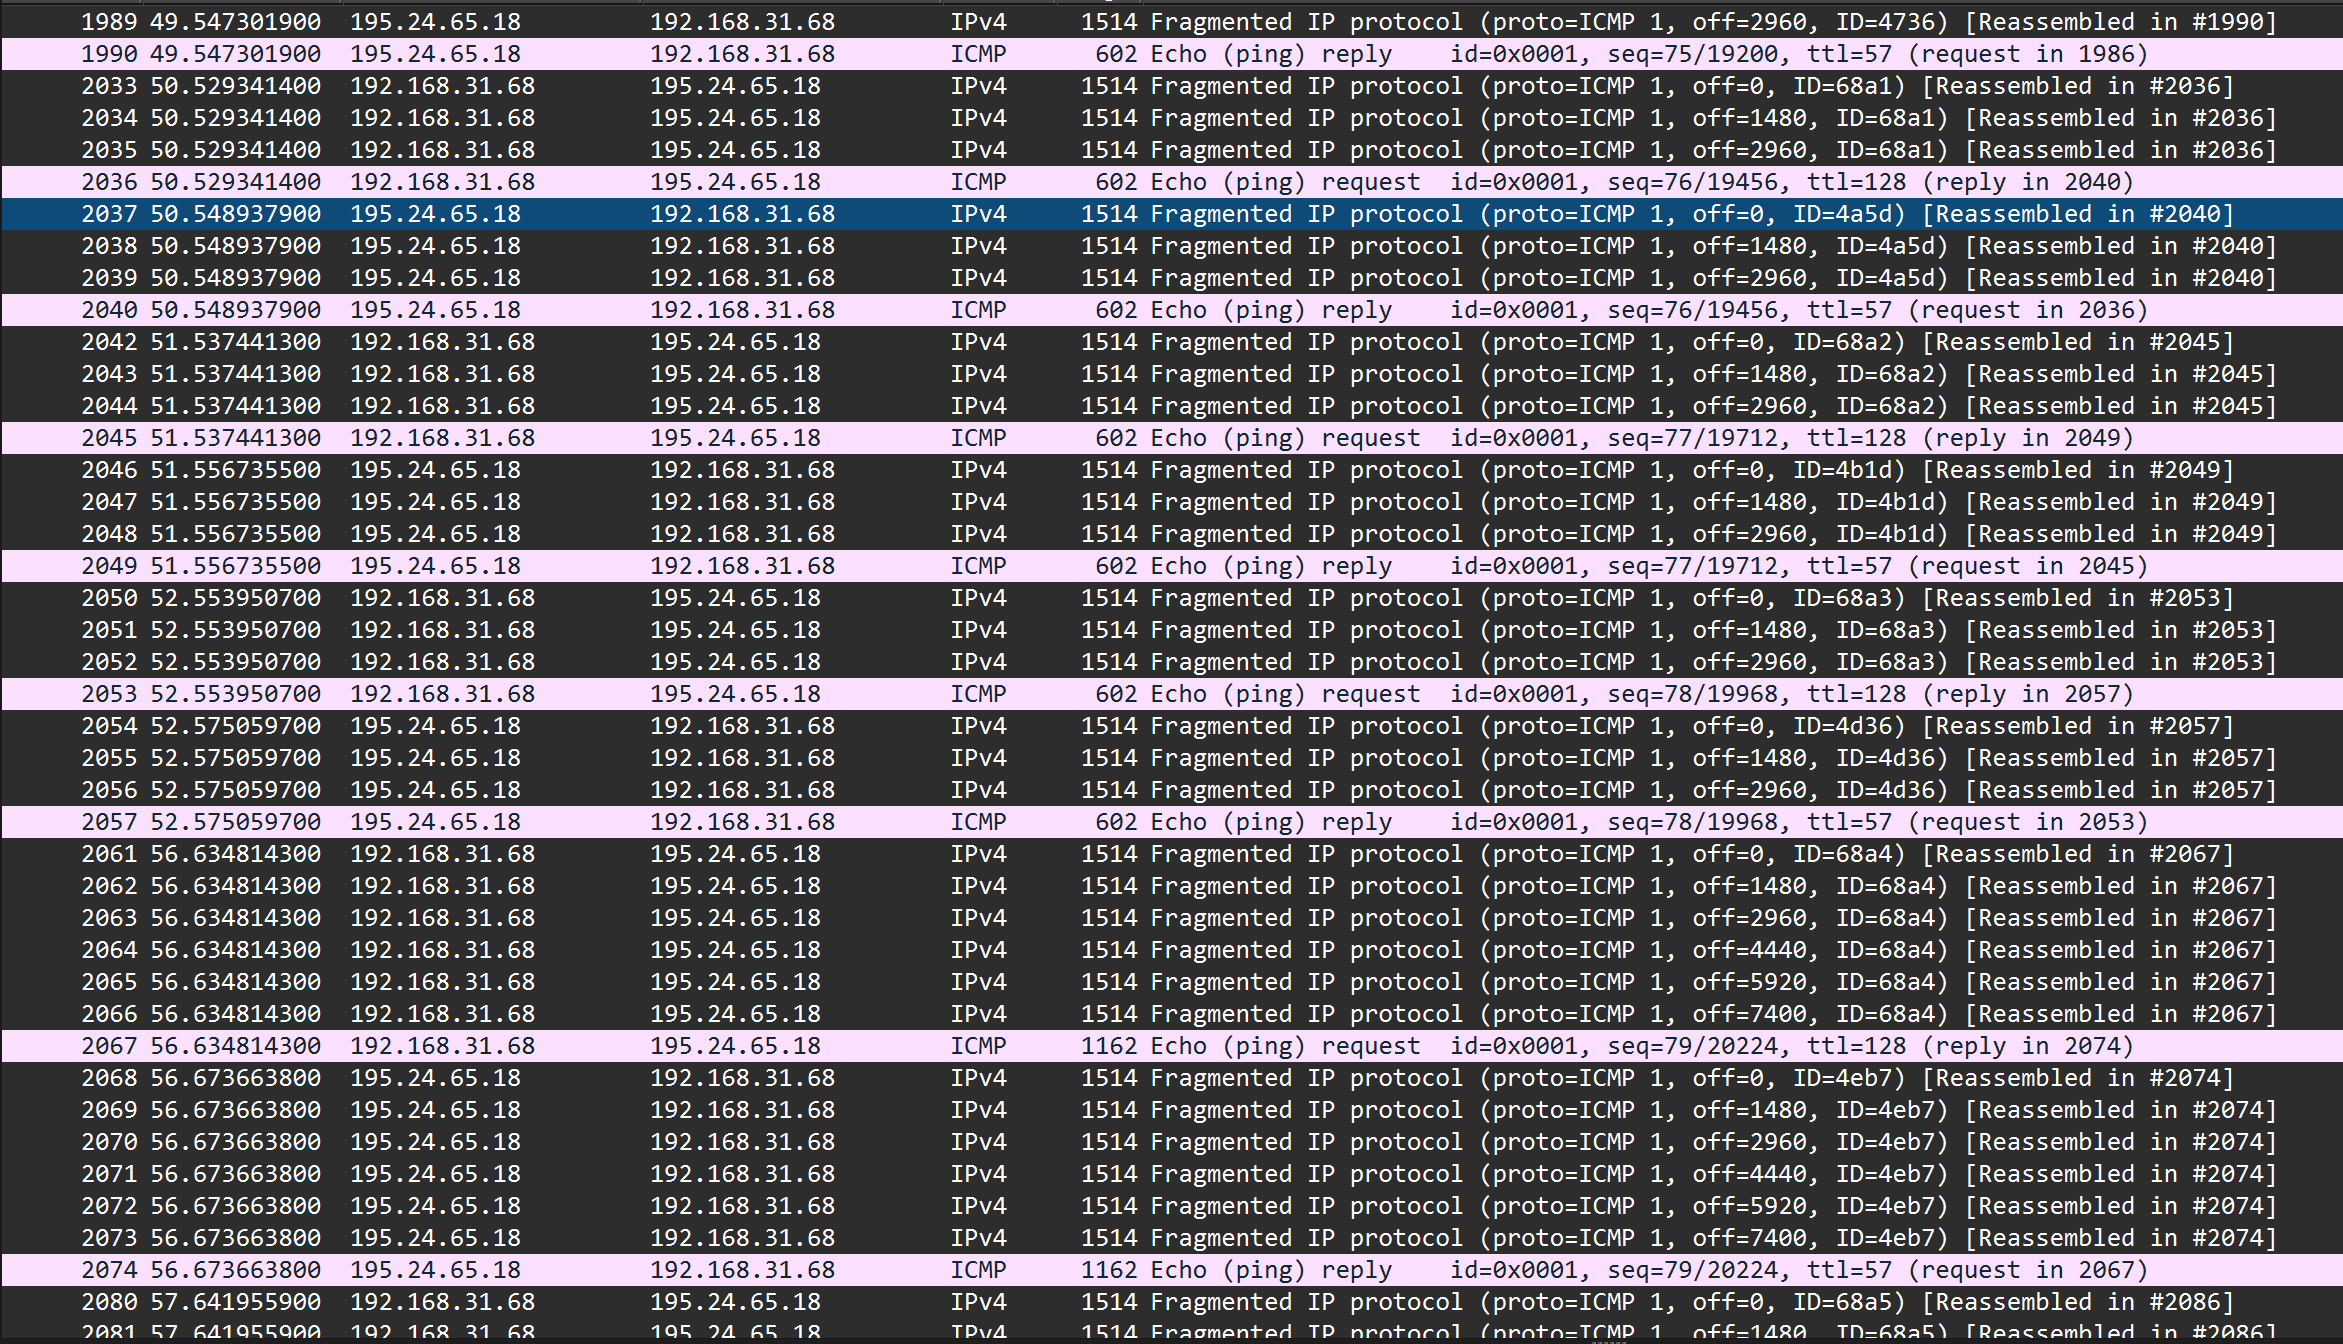 1989 49.547301900 195.24.65.18 192.168.31.68 IPv4 1514 Fragmented IP protocol (proto=ICMP 1, off=2960, ID=4736) [Reassembled in #1990]
1990 49.547301900 195.24.65.18 192.168.31.68 ICMP 602 Echo (ping) reply id=0x0001, seq=75/19200, ttl=57 (request in 1986)
2033 50.529341400 192.168.31.68 195.24.65.18 IPv4 1514 Fragmented IP protocol (proto=ICMP 1, off=0, ID=68a1) [Reassembled in #2036]
2034 50.529341400 192.168.31.68 195.24.65.18 IPv4 1514 Fragmented IP protocol (proto=ICMP 1, off=1480, ID=68a1) [Reassembled in #2036]
2035 50.529341400 192.168.31.68 195.24.65.18 IPv4 1514 Fragmented IP protocol (proto=ICMP 1, off=2960, ID=68a1) [Reassembled in #2036]
2036 50.529341400 192.168.31.68 195.24.65.18 ICMP 602 Echo (ping) request id=0x0001, seq=76/19456, ttl=128 (reply in 2040)
2037 50.548937900 195.24.65.18 192.168.31.68 IPv4 1514 Fragmented IP protocol (proto=ICMP 1, off=0, ID=4a5d) [Reassembled in #2040]
2038 50.548937900 195.24.65.18 192.168.31.68 IPv4 1514 Fragmented IP protocol (proto=ICMP 1, off=1480, ID=4a5d) [Reassembled in #2040]
2039 50.548937900 195.24.65.18 192.168.31.68 IPv4 1514 Fragmented IP protocol (proto=ICMP 1, off=2960, ID=4a5d) [Reassembled in #2040]
2040 50.548937900 195.24.65.18 192.168.31.68 ICMP 602 Echo (ping) reply id=0x0001, seq=76/19456, ttl=57 (request in 2036)
2042 51.537441300 192.168.31.68 195.24.65.18 IPv4 1514 Fragmented IP protocol (proto=ICMP 1, off=0, ID=68a2) [Reassembled in #2045]
2043 51.537441300 192.168.31.68 195.24.65.18 IPv4 1514 Fragmented IP protocol (proto=ICMP 1, off=1480, ID=68a2) [Reassembled in #2045]
2044 51.537441300 192.168.31.68 195.24.65.18 IPv4 1514 Fragmented IP protocol (proto=ICMP 1, off=2960, ID=68a2) [Reassembled in #2045]
2045 51.537441300 192.168.31.68 195.24.65.18 ICMP 602 Echo (ping) request id=0x0001, seq=77/19712, ttl=128 (reply in 2049)
2046 51.556735500 195.24.65.18 192.168.31.68 IPv4 1514 Fragmented IP protocol (proto=ICMP 1, off=0, ID=4b1d) [Reassembled in #2049]
2047 51.556735500 195.24.65.18 192.168.31.68 IPv4 1514 Fragmented IP protocol (proto=ICMP 1, off=1480, ID=4b1d) [Reassembled in #2049]
2048 51.556735500 195.24.65.18 192.168.31.68 IPv4 1514 Fragmented IP protocol (proto=ICMP 1, off=2960, ID=4b1d) [Reassembled in #2049]
2049 51.556735500 195.24.65.18 192.168.31.68 ICMP 602 Echo (ping) reply id=0x0001, seq=77/19712, ttl=57 (request in 2045)
2050 52.553950700 192.168.31.68 195.24.65.18 IPv4 1514 Fragmented IP protocol (proto=ICMP 1, off=0, ID=68a3) [Reassembled in #2053]
2051 52.553950700 192.168.31.68 195.24.65.18 IPv4 1514 Fragmented IP protocol (proto=ICMP 1, off=1480, ID=68a3) [Reassembled in #2053]
2052 52.553950700 192.168.31.68 195.24.65.18 IPv4 1514 Fragmented IP protocol (proto=ICMP 1, off=2960, ID=68a3) [Reassembled in #2053]
2053 52.553950700 192.168.31.68 195.24.65.18 ICMP 602 Echo (ping) request id=0x0001, seq=78/19968, ttl=128 (reply in 2057)
2054 52.575059700 195.24.65.18 192.168.31.68 IPv4 1514 Fragmented IP protocol (proto=ICMP 1, off=0, ID=4d36) [Reassembled in #2057]
2055 52.575059700 195.24.65.18 192.168.31.68 IPv4 1514 Fragmented IP protocol (proto=ICMP 1, off=1480, ID=4d36) [Reassembled in #2057]
2056 52.575059700 195.24.65.18 192.168.31.68 IPv4 1514 Fragmented IP protocol (proto=ICMP 1, off=2960, ID=4d36) [Reassembled in #2057]
2057 52.575059700 195.24.65.18 192.168.31.68 ICMP 602 Echo (ping) reply id=0x0001, seq=78/19968, ttl=57 (request in 2053)
2061 56.634814300 192.168.31.68 195.24.65.18 IPv4 1514 Fragmented IP protocol (proto=ICMP 1, off=0, ID=68a4) [Reassembled in #2067]
2062 56.634814300 192.168.31.68 195.24.65.18 IPv4 1514 Fragmented IP protocol (proto=ICMP 1, off=1480, ID=68a4) [Reassembled in #2067]
2063 56.634814300 192.168.31.68 195.24.65.18 IPv4 1514 Fragmented IP protocol (proto=ICMP 1, off=2960, ID=68a4) [Reassembled in #2067]
2064 56.634814300 192.168.31.68 195.24.65.18 IPv4 1514 Fragmented IP protocol (proto=ICMP 1, off=4440, ID=68a4) [Reassembled in #2067]
2065 56.634814300 192.168.31.68 195.24.65.18 IPv4 1514 Fragmented IP protocol (proto=ICMP 1, off=5920, ID=68a4) [Reassembled in #2067]
2066 56.634814300 192.168.31.68 195.24.65.18 IPv4 1514 Fragmented IP protocol (proto=ICMP 1, off=7400, ID=68a4) [Reassembled in #2067]
2067 56.634814300 192.168.31.68 195.24.65.18 ICMP 1162 Echo (ping) request id=0x0001, seq=79/20224, ttl=128 (reply in 2074)
2068 56.673663800 195.24.65.18 192.168.31.68 IPv4 1514 Fragmented IP protocol (proto=ICMP 1, off=0, ID=4eb7) [Reassembled in #2074]
2069 56.673663800 195.24.65.18 192.168.31.68 IPv4 1514 Fragmented IP protocol (proto=ICMP 1, off=1480, ID=4eb7) [Reassembled in #2074]
2070 56.673663800 195.24.65.18 192.168.31.68 IPv4 1514 Fragmented IP protocol (proto=ICMP 1, off=2960, ID=4eb7) [Reassembled in #2074]
2071 56.673663800 195.24.65.18 192.168.31.68 IPv4 1514 Fragmented IP protocol (proto=ICMP 1, off=4440, ID=4eb7) [Reassembled in #2074]
2072 56.673663800 195.24.65.18 192.168.31.68 IPv4 1514 Fragmented IP protocol (proto=ICMP 1, off=5920, ID=4eb7) [Reassembled in #2074]
2073 56.673663800 195.24.65.18 192.168.31.68 IPv4 1514 Fragmented IP protocol (proto=ICMP 1, off=7400, ID=4eb7) [Reassembled in #2074]
2074 56.673663800 195.24.65.18 192.168.31.68 ICMP 1162 Echo (ping) reply id=0x0001, seq=79/20224, ttl=57 (request in 2067)
2080 57.641955900 192.168.31.68 195.24.65.18 IPv4 1514 Fragmented IP protocol (proto=ICMP 1, off=0, ID=68a5) [Reassembled in #2086]
2081 57.641955900 192.168.31.68 195.24.65.18 IPv4 1514 Fragmented IP protocol (proto=ICMP 1, off=1480, ID=68a5) [Reassembled in #2086]